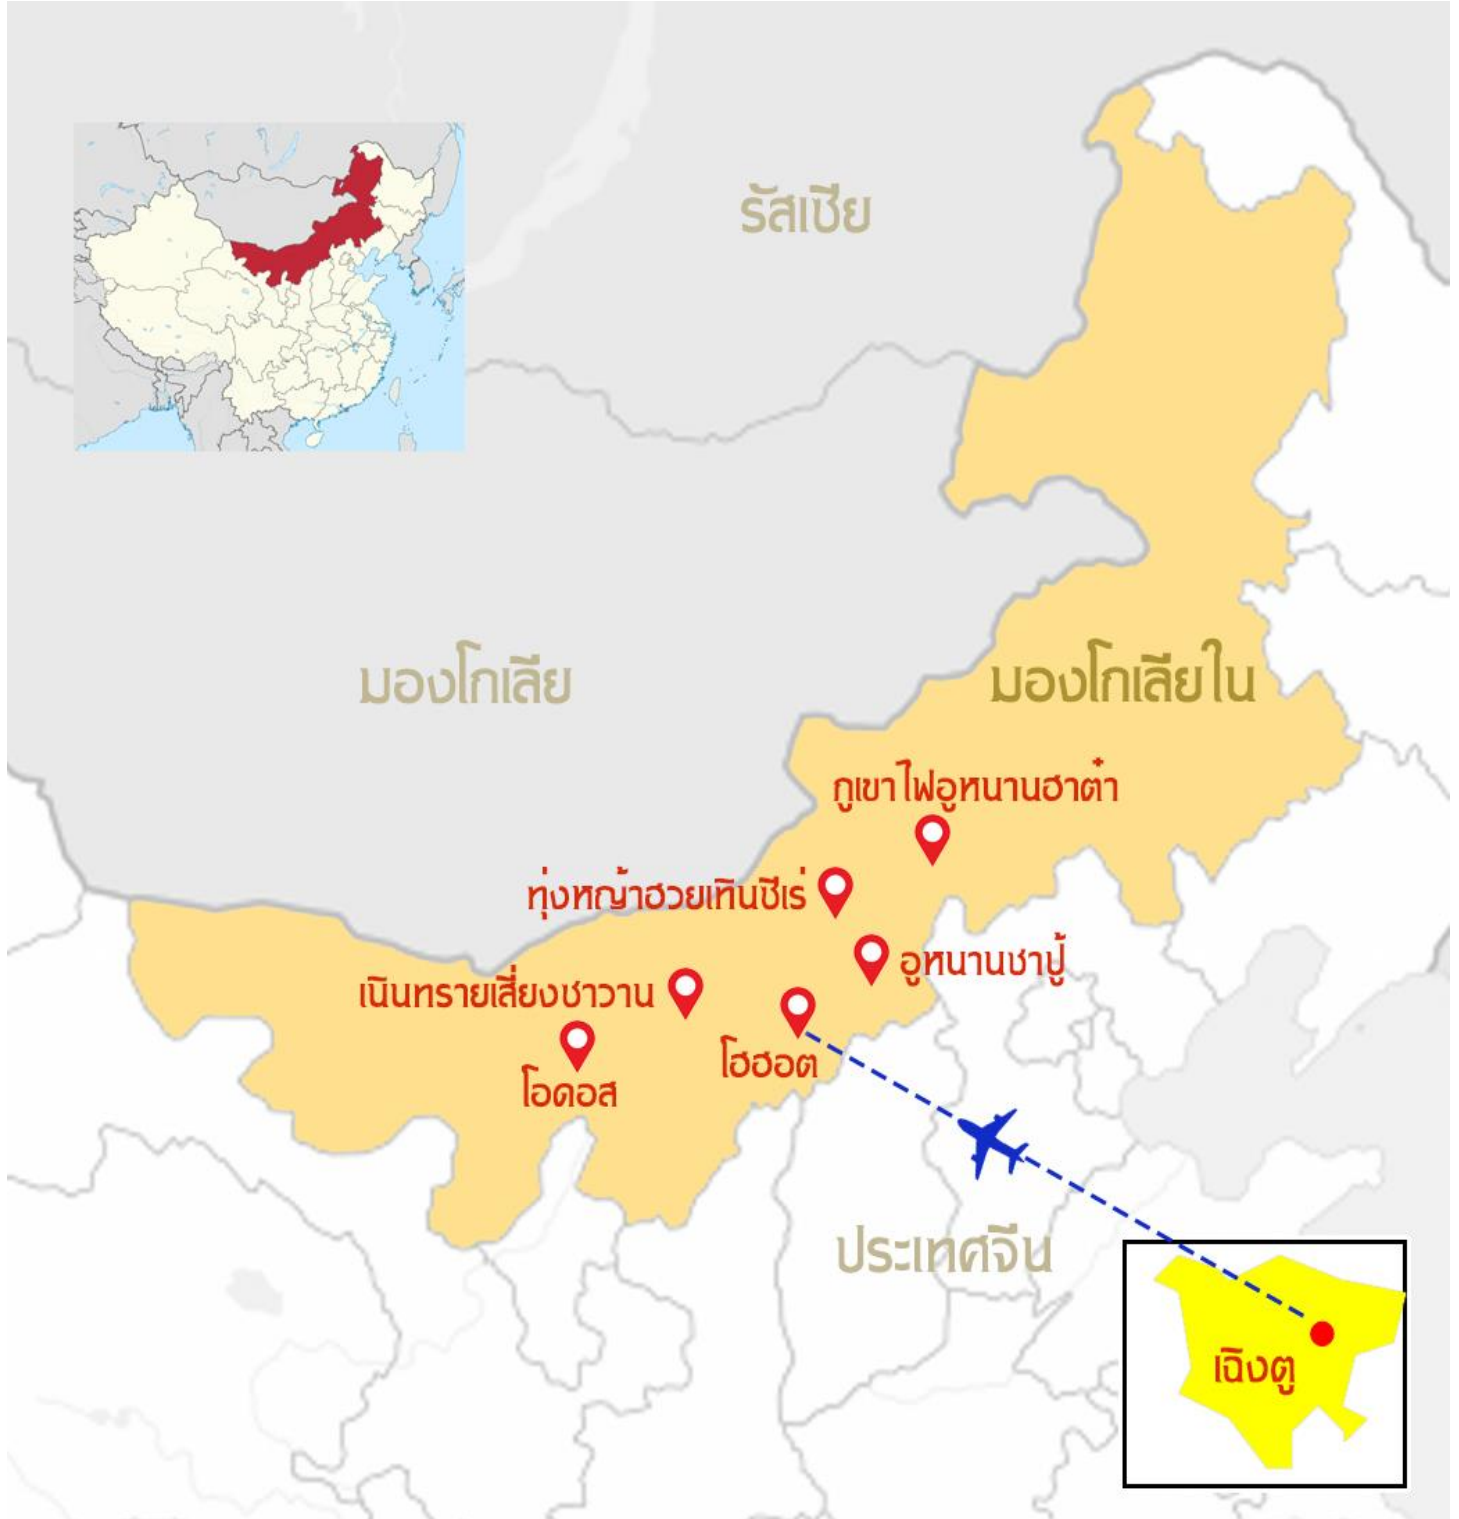 รัสเซีย
มองโกเลีย
มองโกเลียใน
ภูเขาไฟอูหนานฮาต๋า
ทุ่งหญ้าฮวยเทินซีเร่
อูหนานชาปู้
เนินทรายเสี่ยงชาวาน
โฮฮอต
โอดอส
ประเทศจีน
เฉิงตู